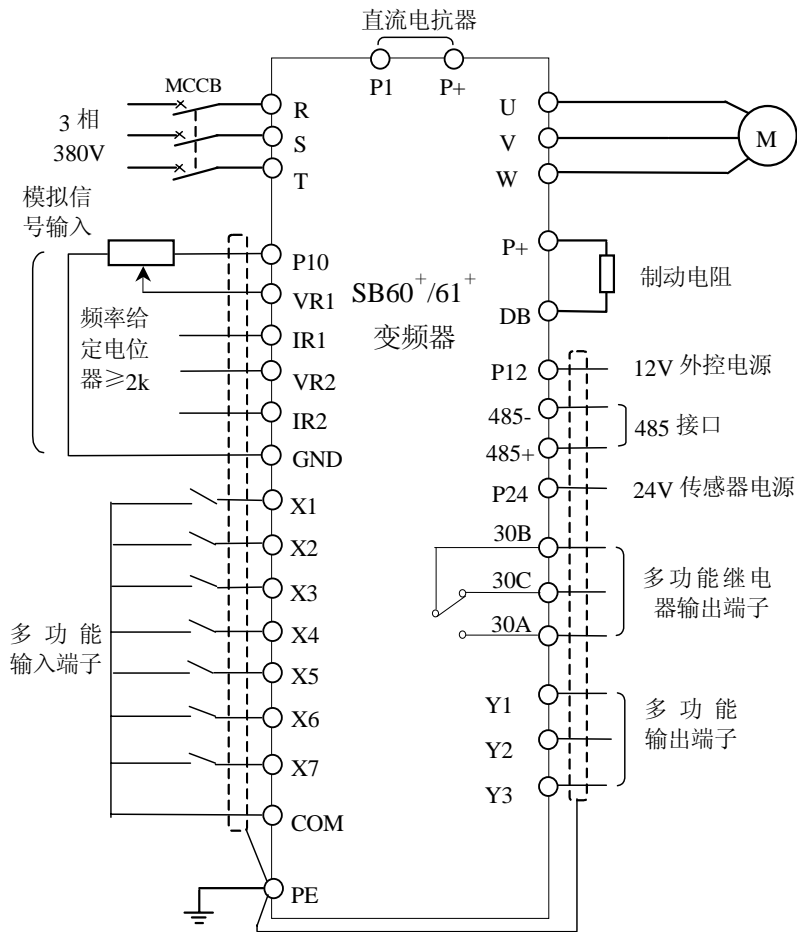 直流电抗器
P1 P+
MCCB
3 相
380V
R
S
T
U
V
W
M
模拟信
号输入
P10
VR1
IR1
VR2
IR2
GND
频率给
定电位
器≥2k
SB60+/61+
变频器
P+
DB
制动电阻
P12
12V 外控电源
485-
485+
485 接口
P24
24V 传感器电源
30B
30C
30A
多功能继电
器输出端子
X1
X2
X3
X4
X5
X6
X7
COM
多 功 能
输入端子
Y1
Y2
Y3
多 功 能
输出端子
PE